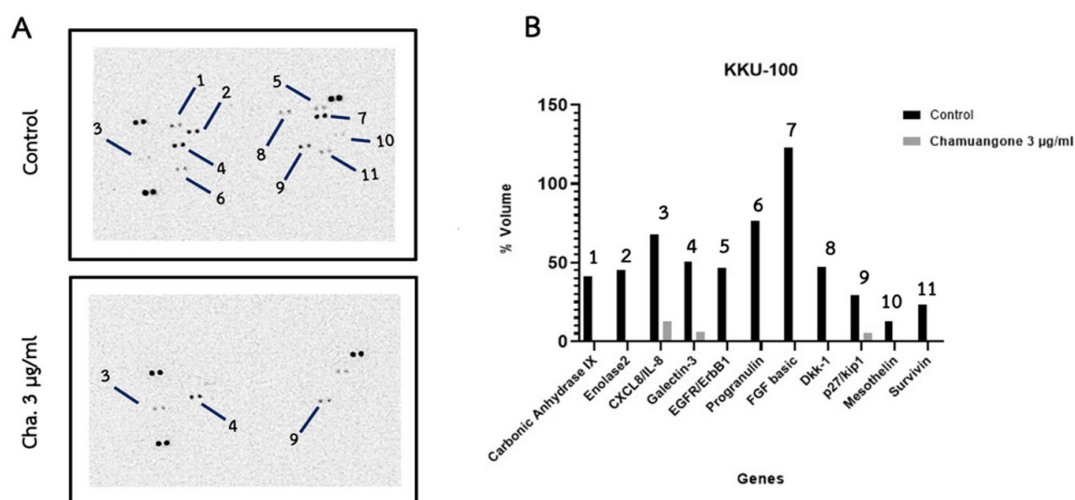 A
Control
1
2
3
4
5
6
7
8
9
10
11
Cha. 3 µg/ml
3
4
9
B
KKU-100
Control
Chamuangone 3 µg/ml
% Volume
150
100
50
0
1
2
3
4
5
6
7
8
9
10
11
Carbonic Anhydrase IX
Enolase2
CXCL8/IL-8
Galectin-3
EGFR/ErbB1
Progranulin
FGF basic
Dkk-1
p27/kip1
Mesothelin
Survivin
Genes